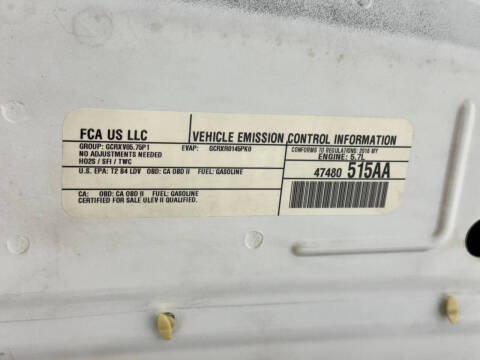 FCA US LLC
VEHICLE EMISSION CONTROL INFORMATION
GROUP: GCRXV05.75P1 EVAP: GCRXR0145PK0
NO ADJUSTMENTS NEEDED
HO2S / SFI / TWC
CONFORMS TO REGULATIONS: 2016 MY
ENGINE: 5.7L
U.S. EPA: T2 B4 LDV OBD: CA OBD II FUEL: GASOLINE
47480 515AA
CA: OBD: CA OBD II FUEL: GASOLINE
CERTIFIED FOR SALE ULEV II QUALIFIED.